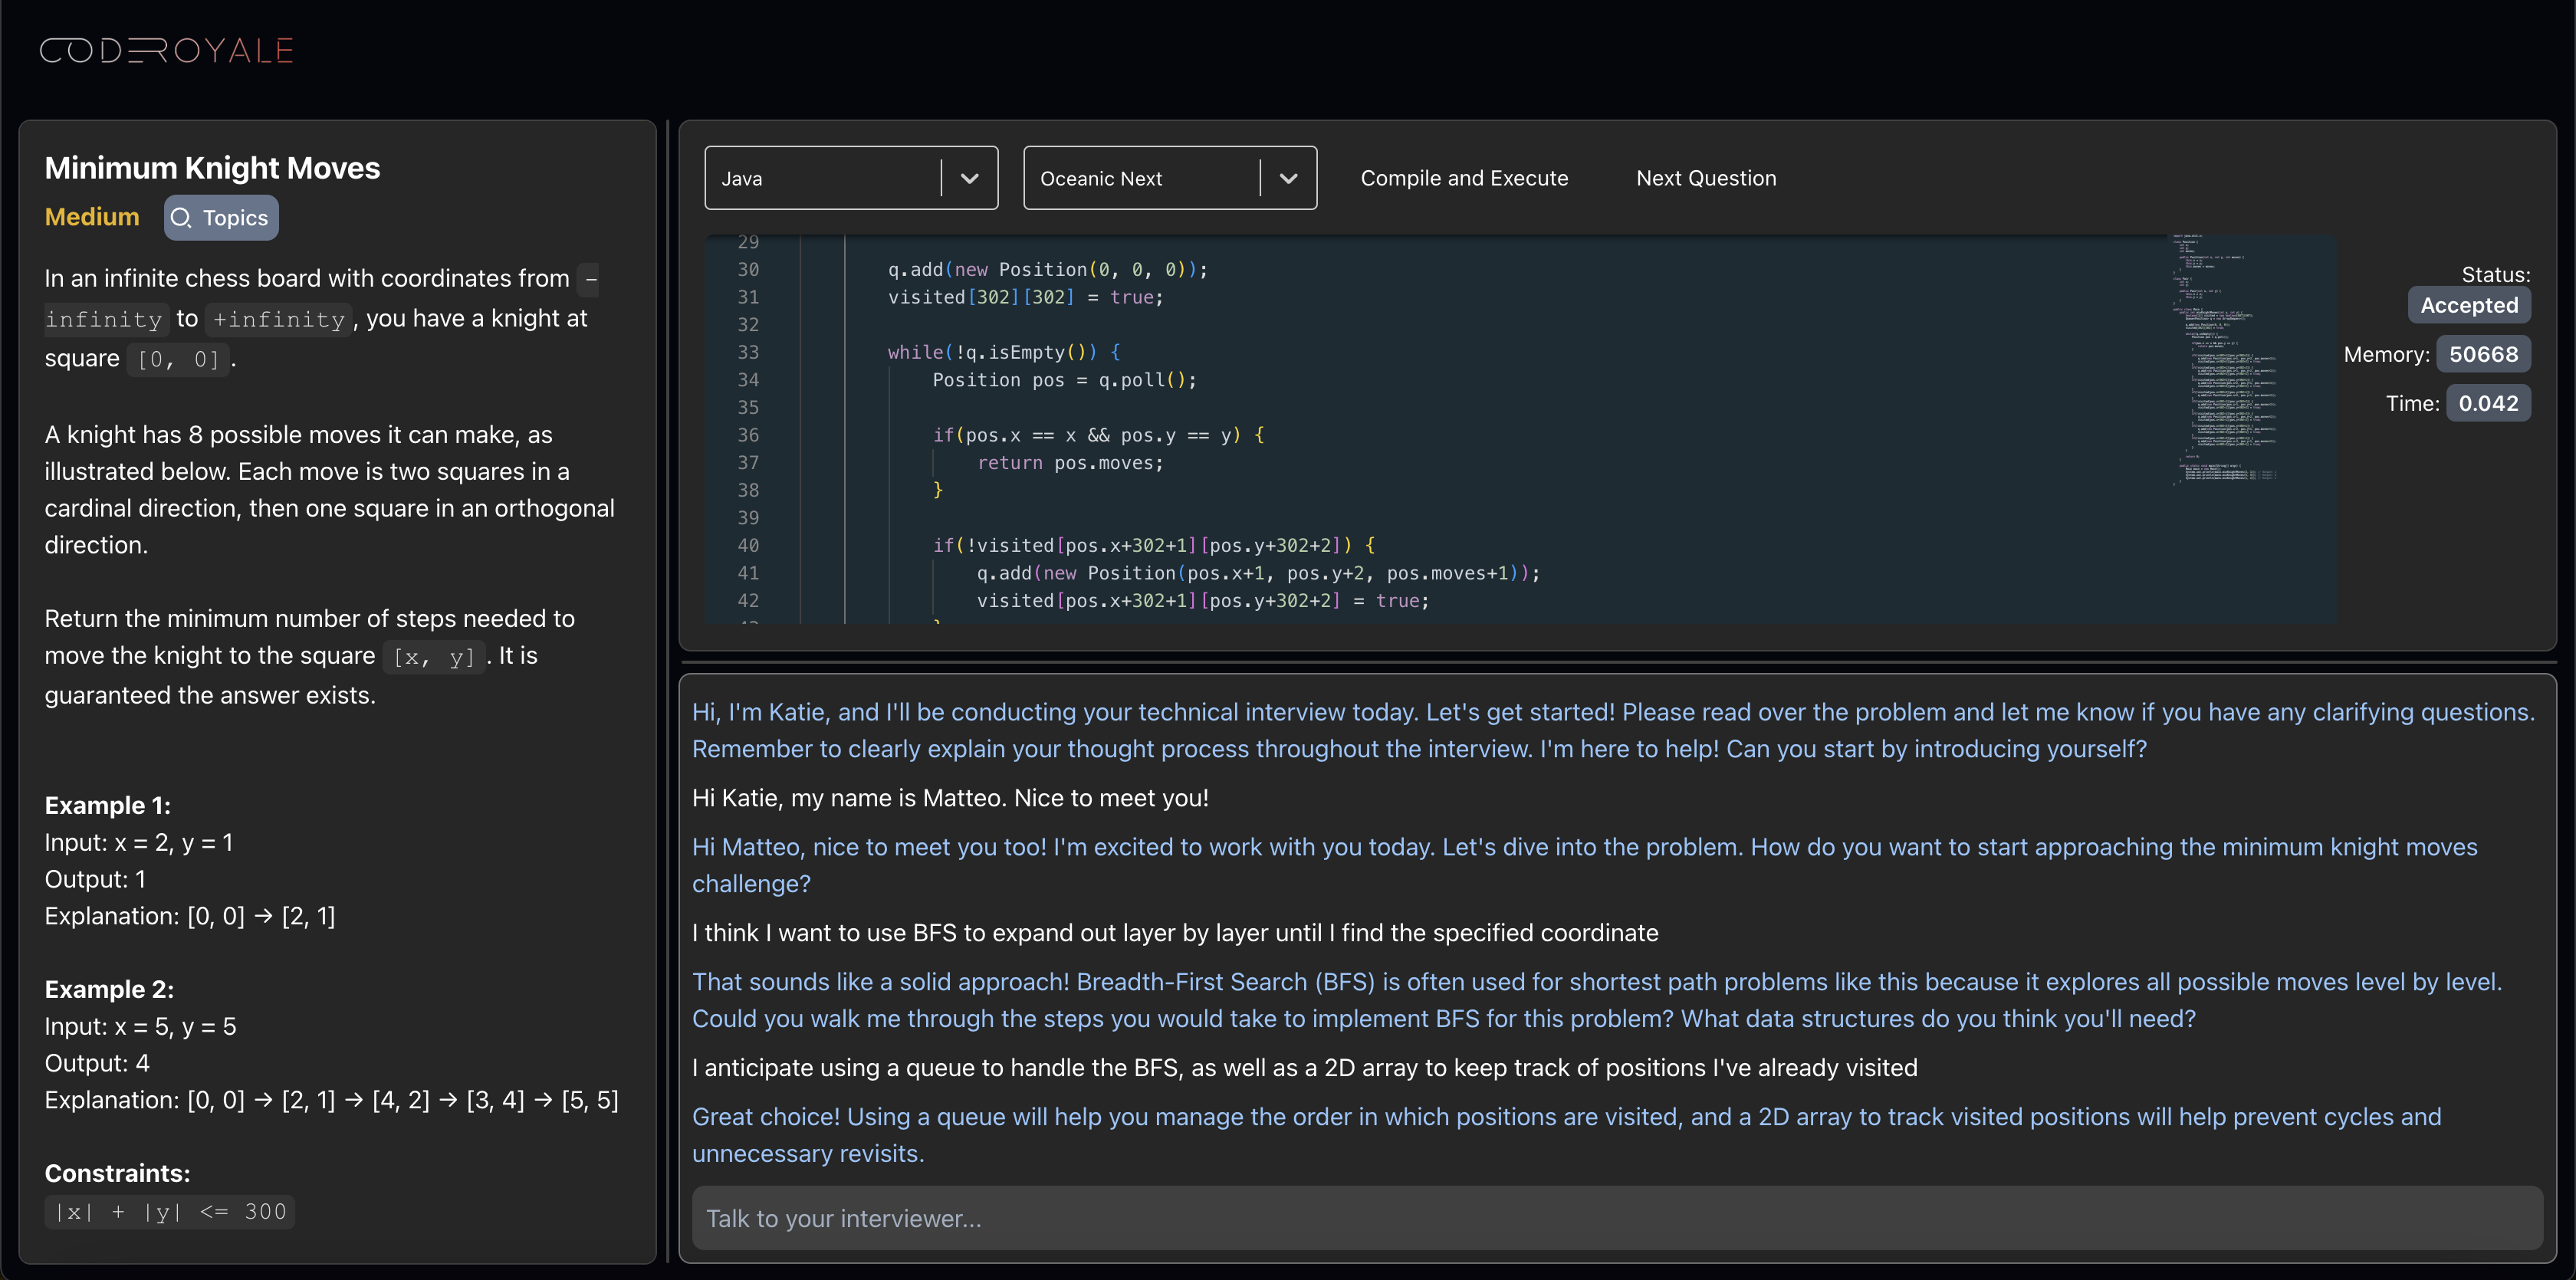 CODEROYALE
Minimum Knight Moves
Medium
Topics
In an infinite chess board with coordinates from -
infinity to +infinity, you have a knight at
square [0, 0].
A knight has 8 possible moves it can make, as
illustrated below. Each move is two squares in a
cardinal direction, then one square in an orthogonal
direction.
Return the minimum number of steps needed to
move the knight to the square [x, y]. It is
guaranteed the answer exists.
Example 1:
Input: x = 2, y = 1
Output: 1
Explanation: [0, 0] → [2, 1]
Example 2:
Input: x = 5, y = 5
Output: 4
Explanation: [0, 0] → [2, 1] → [4, 2] → [3, 4] → [5, 5]
Constraints:
|x| + |y| <= 300
Java
Oceanic Next
Compile and Execute
Next Question
29
30 q.add(new Position(0, 0, 0));
31 visited[302][302] = true;
32
33 while(!q.isEmpty()) {
34 Position pos = q.poll();
35
36 if(pos.x == x && pos.y == y) {
37 return pos.moves;
38 }
39
40 if(!visited[pos.x+302+1][pos.y+302+2]) {
41 q.add(new Position(pos.x+1, pos.y+2, pos.moves+1));
42 visited[pos.x+302+1][pos.y+302+2] = true;
Status:
Accepted
Memory: 50668
Time: 0.042
Hi, I'm Katie, and I'll be conducting your technical interview today. Let's get started! Please read over the problem and let me know if you have any clarifying questions.
Remember to clearly explain your thought process throughout the interview. I'm here to help! Can you start by introducing yourself?
Hi Katie, my name is Matteo. Nice to meet you!
Hi Matteo, nice to meet you too! I'm excited to work with you today. Let's dive into the problem. How do you want to start approaching the minimum knight moves
challenge?
I think I want to use BFS to expand out layer by layer until I find the specified coordinate
That sounds like a solid approach! Breadth-First Search (BFS) is often used for shortest path problems like this because it explores all possible moves level by level.
Could you walk me through the steps you would take to implement BFS for this problem? What data structures do you think you'll need?
I anticipate using a queue to handle the BFS, as well as a 2D array to keep track of positions I've already visited
Great choice! Using a queue will help you manage the order in which positions are visited, and a 2D array to track visited positions will help prevent cycles and
unnecessary revisits.
Talk to your interviewer...